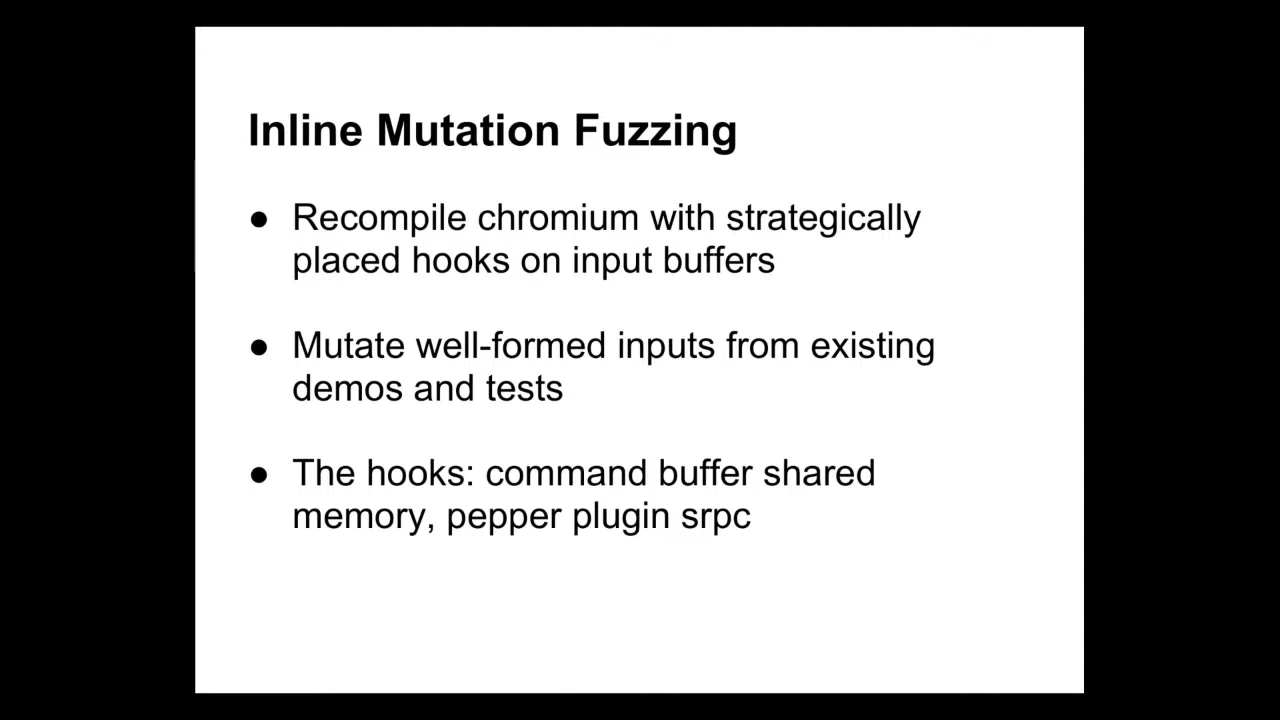 Inline Mutation Fuzzing
● Recompile chromium with strategically
placed hooks on input buffers
● Mutate well-formed inputs from existing
demos and tests
● The hooks: command buffer shared
memory, pepper plugin srpc